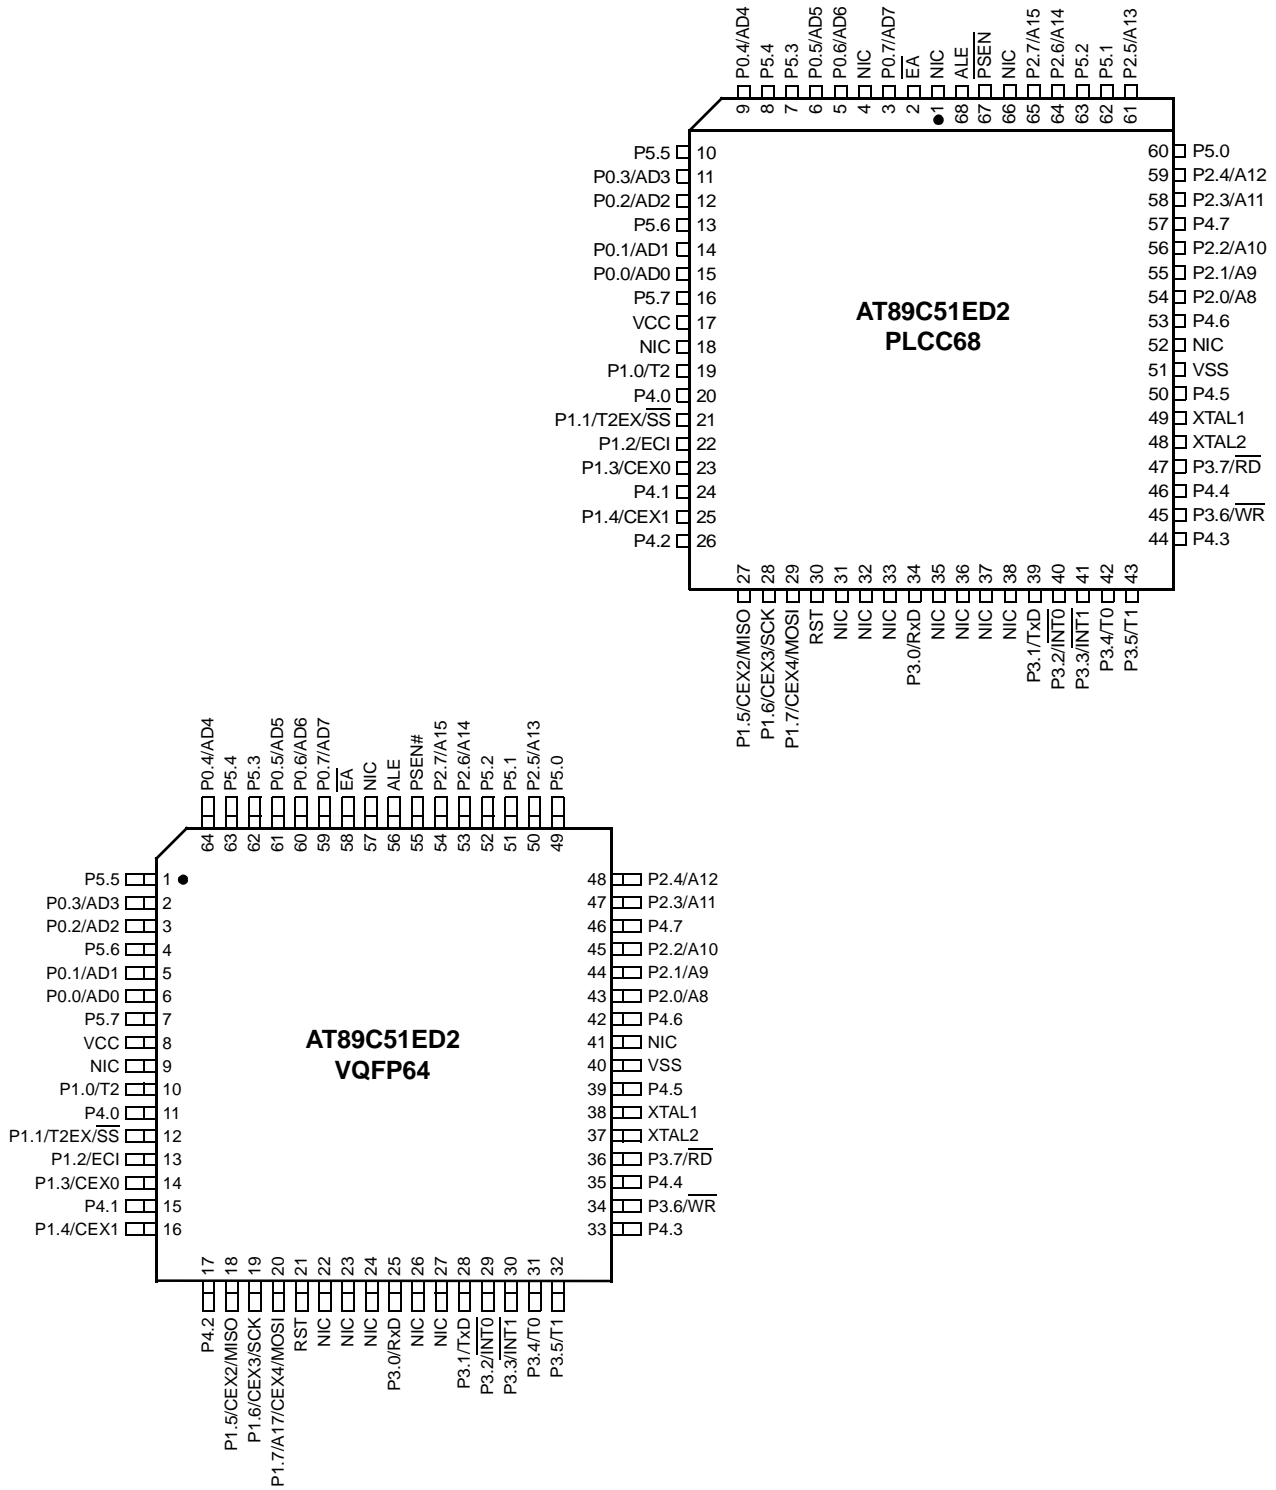 P0.4/AD4
P5.4
P5.3
P0.5/AD5
P0.6/AD6
NIC
P0.7/AD7
EA
NIC
ALE
PSEN
NIC
P2.7/A15
P2.6/A14
P5.2
P5.1
P2.5/A13
9 8 7 6 5 4 3 2 1 68 67 66 65 64 63 62 61
P5.5 10
P0.3/AD3 11
P0.2/AD2 12
P5.6 13
P0.1/AD1 14
P0.0/AD0 15
P5.7 16
VCC 17
NIC 18
P1.0/T2 19
P4.0 20
P1.1/T2EX/SS 21
P1.2/ECI 22
P1.3/CEX0 23
P4.1 24
P1.4/CEX1 25
P4.2 26
AT89C51ED2
PLCC68
60 P5.0
59 P2.4/A12
58 P2.3/A11
57 P4.7
56 P2.2/A10
55 P2.1/A9
54 P2.0/A8
53 P4.6
52 NIC
51 VSS
50 P4.5
49 XTAL1
48 XTAL2
47 P3.7/RD
46 P4.4
45 P3.6/WR
44 P4.3
27 28 29 30 31 32 33 34 35 36 37 38 39 40 41 42 43
P1.5/CEX2/MISO
P1.6/CEX3/SCK
P1.7/CEX4/MOSI
RST
NIC
NIC
NIC
P3.0/RxD
NIC
NIC
NIC
NIC
P3.1/TxD
P3.2/INT0
P3.3/INT1
P3.4/T0
P3.5/T1
P0.4/AD4
P5.4
P5.3
P0.5/AD5
P0.6/AD6
P0.7/AD7
EA
NIC
ALE
PSEN#
P2.7/A15
P2.6/A14
P5.2
P5.1
P2.5/A13
P5.0
64 63 62 61 60 59 58 57 56 55 54 53 52 51 50 49
P5.5 1
P0.3/AD3 2
P0.2/AD2 3
P5.6 4
P0.1/AD1 5
P0.0/AD0 6
P5.7 7
VCC 8
NIC 9
P1.0/T2 10
P4.0 11
P1.1/T2EX/SS 12
P1.2/ECI 13
P1.3/CEX0 14
P4.1 15
P1.4/CEX1 16
AT89C51ED2
VQFP64
48 P2.4/A12
47 P2.3/A11
46 P4.7
45 P2.2/A10
44 P2.1/A9
43 P2.0/A8
42 P4.6
41 NIC
40 VSS
39 P4.5
38 XTAL1
37 XTAL2
36 P3.7/RD
35 P4.4
34 P3.6/WR
33 P4.3
17 18 19 20 21 22 23 24 25 26 27 28 29 30 31 32
P4.2
P1.5/CEX2/MISO
P1.6/CEX3/SCK
P1.7/A17/CEX4/MOSI
RST
NIC
NIC
NIC
P3.0/RxD
NIC
NIC
P3.1/TxD
P3.2/INT0
P3.3/INT1
P3.4/T0
P3.5/T1